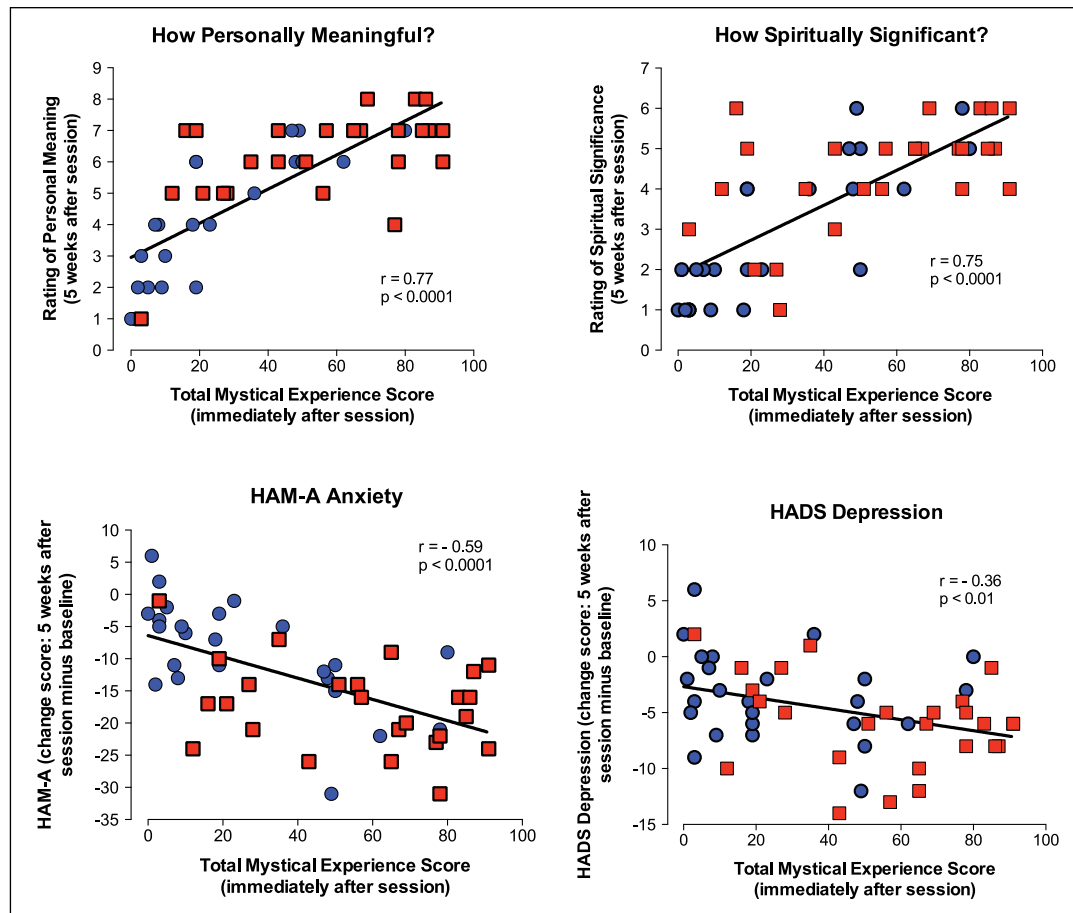 How Personally Meaningful?
Rating of Personal Meaning
(5 weeks after session)
9
8
7
6
5
4
3
2
1
0
r = 0.77
p < 0.0001
0 20 40 60 80 100
Total Mystical Experience Score
(immediately after session)
How Spiritually Significant?
Rating of Spiritual Significance
(5 weeks after session)
7
6
5
4
3
2
1
0
r = 0.75
p < 0.0001
0 20 40 60 80 100
Total Mystical Experience Score
(immediately after session)
HAM-A Anxiety
HAM-A (change score: 5 weeks after
session minus baseline)
10
5
0
-5
-10
-15
-20
-25
-30
-35
r = - 0.59
p < 0.0001
0 20 40 60 80 100
Total Mystical Experience Score
(immediately after session)
HADS Depression
HADS Depression (change score: 5 weeks after
session minus baseline)
10
5
0
-5
-10
-15
r = - 0.36
p < 0.01
0 20 40 60 80 100
Total Mystical Experience Score
(immediately after session)